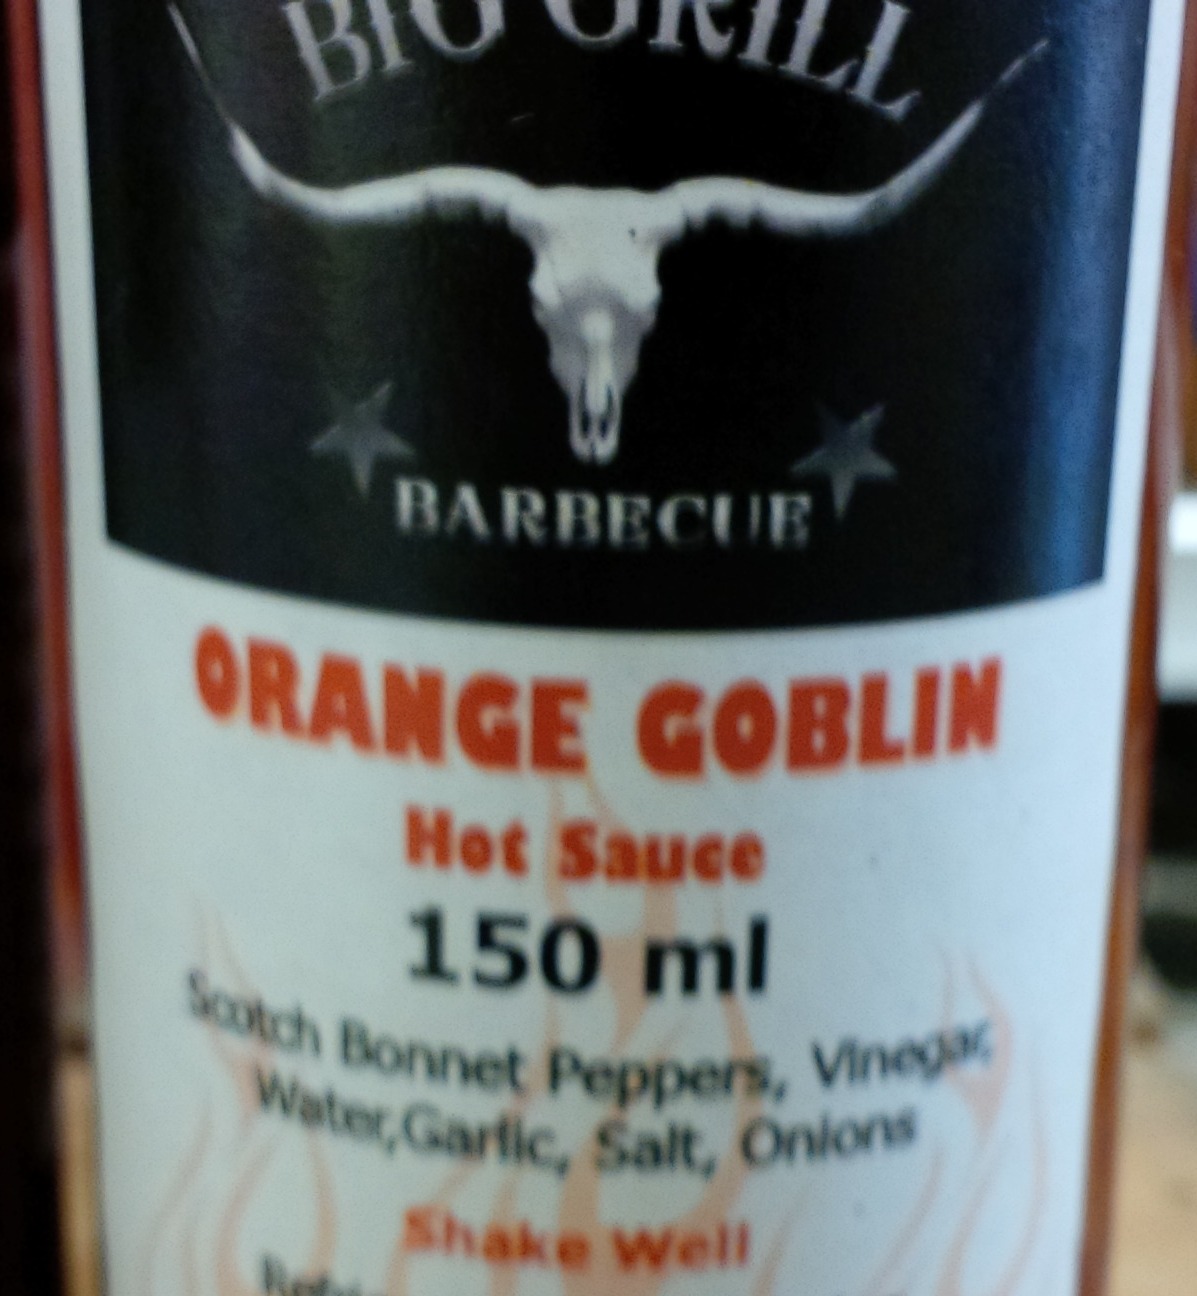 BIG GRILL
BARBECUE
ORANGE GOBLIN
Hot Sauce
150 ml
Scotch Bonnet Peppers, Vinegar,
Water,Garlic, Salt, Onions
Shake Well